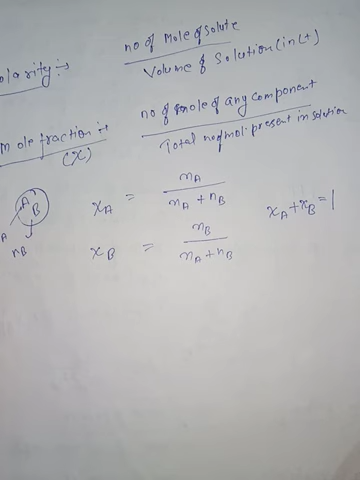 olarity :→ no of Mole of Solute
Volume of Solution (in Lt)
Mole fraction :→ no of mole of any component
(x) Total no of mol. present in solution
A B
A
nB
xA = nA / nA + nB
xA + xB = 1
xB = nB / nA + nB